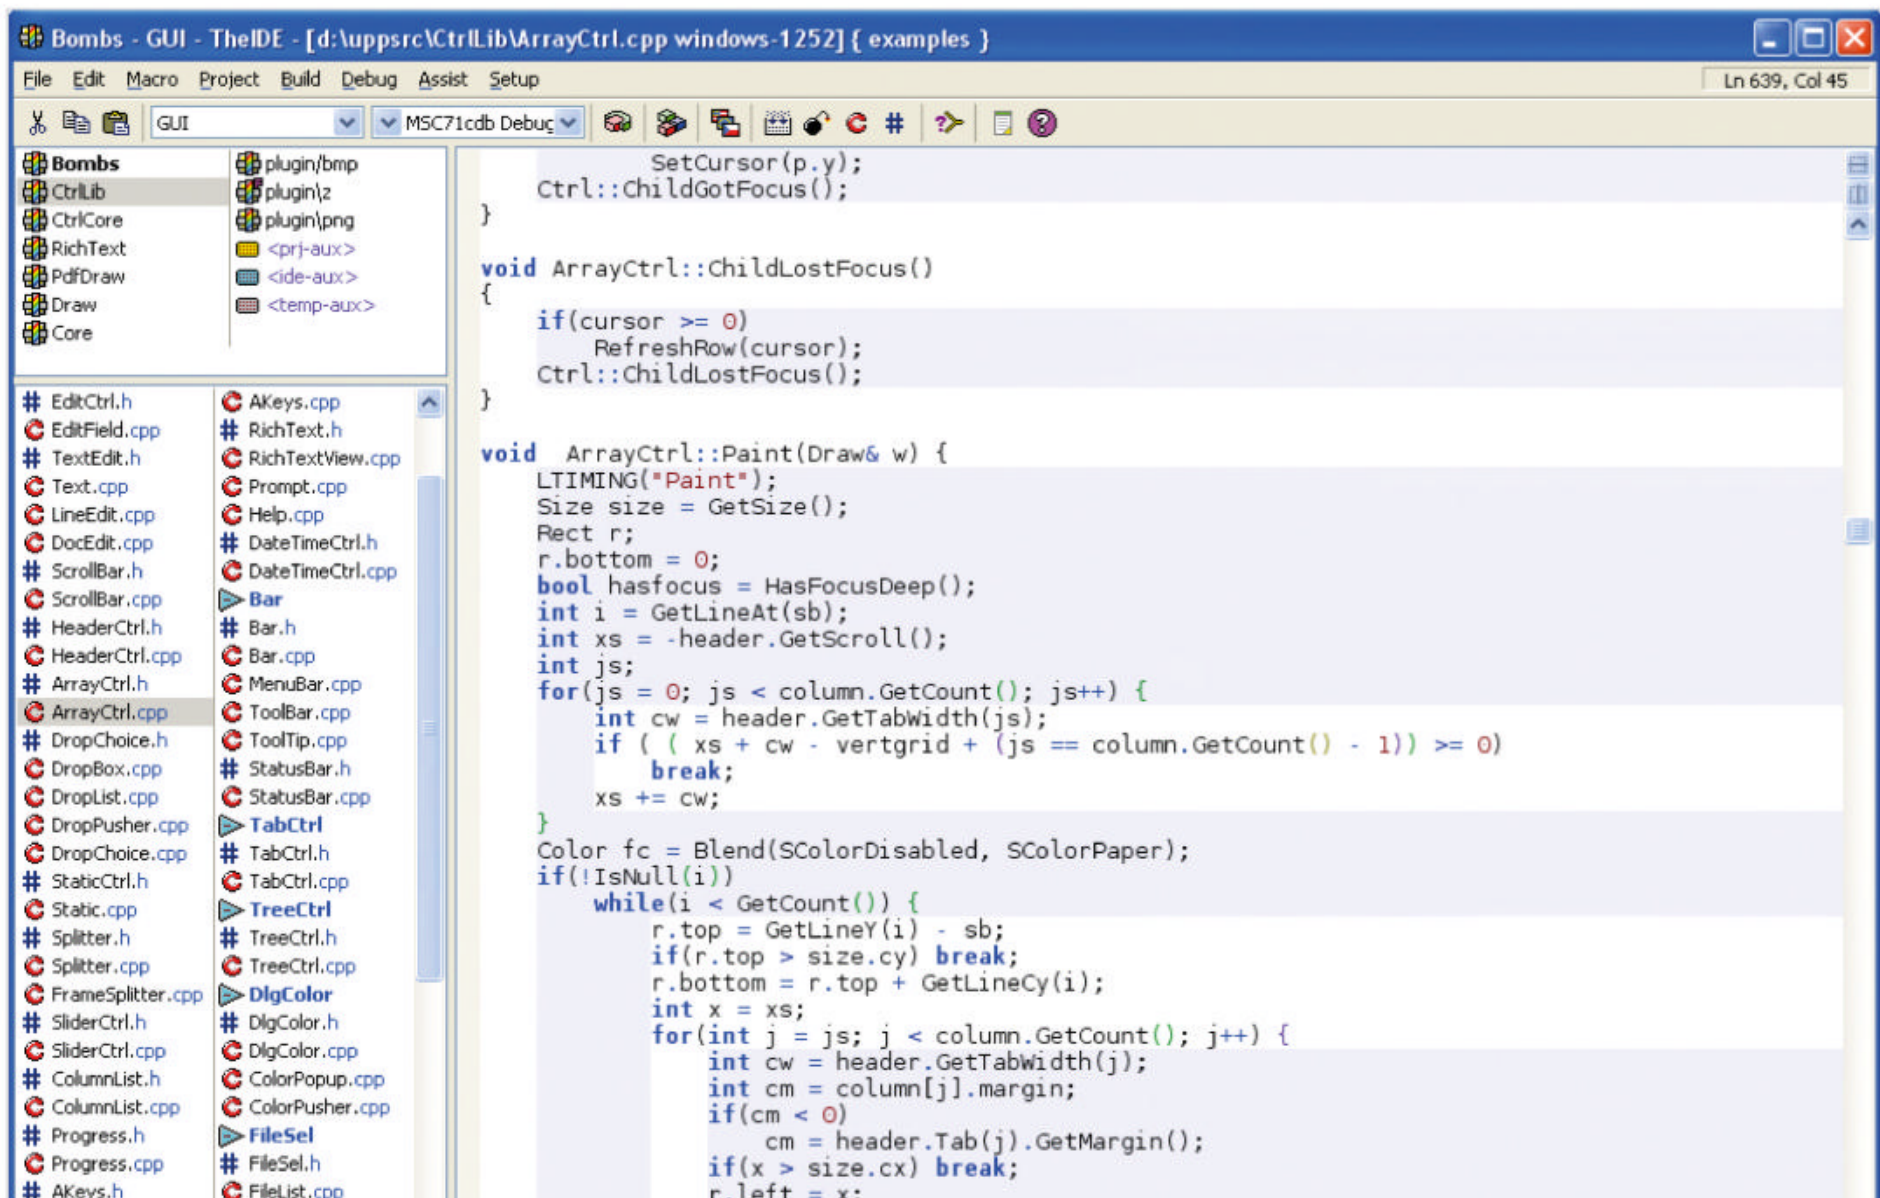 Bombs - GUI - TheIDE - [d:\uppsrc\CtrlLib\ArrayCtrl.cpp windows-1252] { examples }
File Edit Macro Project Build Debug Assist Setup
Ln 639, Col 45
GUI
MSC71cdb Debug
Bombs
CtrlLib
CtrlCore
RichText
PdfDraw
Draw
Core
plugin/bmp
plugin\z
plugin\png
<prj-aux>
<ide-aux>
<temp-aux>
EditCtrl.h
EditField.cpp
TextEdit.h
Text.cpp
LineEdit.cpp
DocEdit.cpp
ScrollBar.h
ScrollBar.cpp
HeaderCtrl.h
HeaderCtrl.cpp
ArrayCtrl.h
ArrayCtrl.cpp
DropChoice.h
DropBox.cpp
DropList.cpp
DropPusher.cpp
DropChoice.cpp
StaticCtrl.h
Static.cpp
Splitter.h
Splitter.cpp
FrameSplitter.cpp
SliderCtrl.h
SliderCtrl.cpp
ColumnList.h
ColumnList.cpp
Progress.h
Progress.cpp
AKeys.h
AKeys.cpp
RichText.h
RichTextView.cpp
Prompt.cpp
Help.cpp
DateTimeCtrl.h
DateTimeCtrl.cpp
Bar
Bar.h
Bar.cpp
MenuBar.cpp
ToolBar.cpp
ToolTip.cpp
StatusBar.h
StatusBar.cpp
TabCtrl
TabCtrl.h
TabCtrl.cpp
TreeCtrl
TreeCtrl.h
TreeCtrl.cpp
DlgColor
DlgColor.h
DlgColor.cpp
ColorPopup.cpp
ColorPusher.cpp
FileSel
FileSel.h
FileList.cpp
SetCursor(p.y);
Ctrl::ChildGotFocus();
}
void ArrayCtrl::ChildLostFocus()
{
if(cursor >= 0)
RefreshRow(cursor);
Ctrl::ChildLostFocus();
}
void  ArrayCtrl::Paint(Draw& w) {
LTIMING("Paint");
Size size = GetSize();
Rect r;
r.bottom = 0;
bool hasfocus = HasFocusDeep();
int i = GetLineAt(sb);
int xs = -header.GetScroll();
int js;
for(js = 0; js < column.GetCount(); js++) {
int cw = header.GetTabWidth(js);
if ( ( xs + cw - vertgrid + (js == column.GetCount() - 1)) >= 0)
break;
xs += cw;
}
Color fc = Blend(SColorDisabled, SColorPaper);
if(!IsNull(i))
while(i < GetCount()) {
r.top = GetLineY(i) - sb;
if(r.top > size.cy) break;
r.bottom = r.top + GetLineCy(i);
int x = xs;
for(int j = js; j < column.GetCount(); j++) {
int cw = header.GetTabWidth(j);
int cm = column[j].margin;
if(cm < 0)
cm = header.Tab(j).GetMargin();
if(x > size.cx) break;
r.left = x;